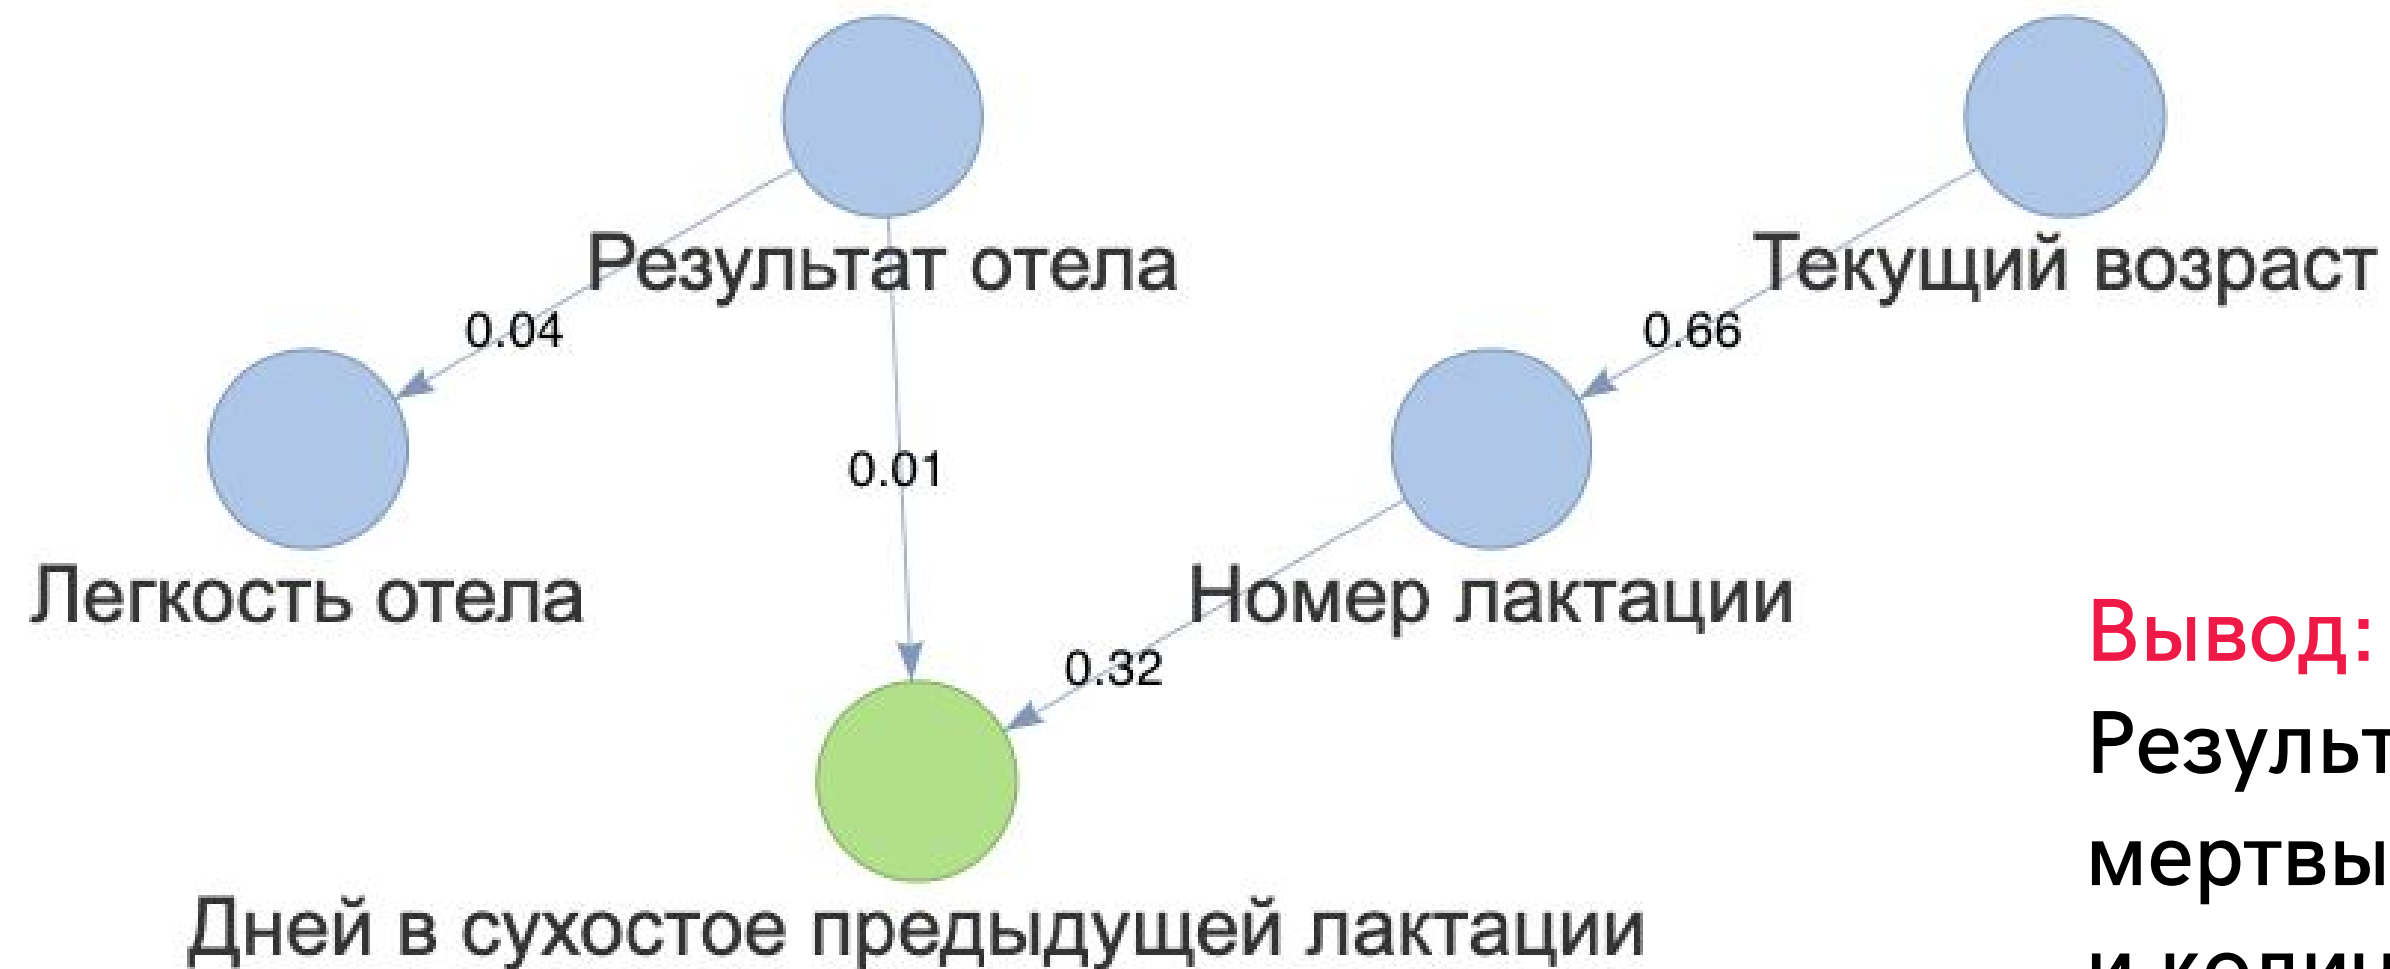 Результат отела
Текущий возраст
0.04
0.66
0.01
Легкость отела
Номер лактации
0.32
Дней в сухостое предыдущей лактации
Вывод: